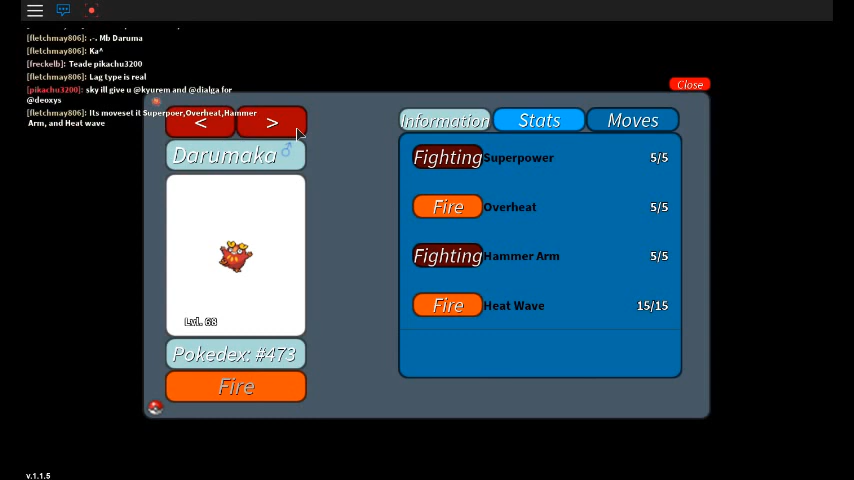 [fletchmay806]: .-. Mb Daruma
[fletchmay806]: Ka^
[freckelb]: Teade pikachu3200
[fletchmay806]: Lag type is real
[pikachu3200]: sky ill give u @kyurem and @dialga for
@deoxys
[fletchmay806]: Its moveset it Superpoer,Overheat,Hammer
Arm, and Heat wave
Close
< >
Darumaka ♂
Lvl. 68
Pokedex: #473
Fire
Information Stats Moves
Fighting Superpower 5/5
Fire Overheat 5/5
Fighting Hammer Arm 5/5
Fire Heat Wave 15/15
v.1.1.5